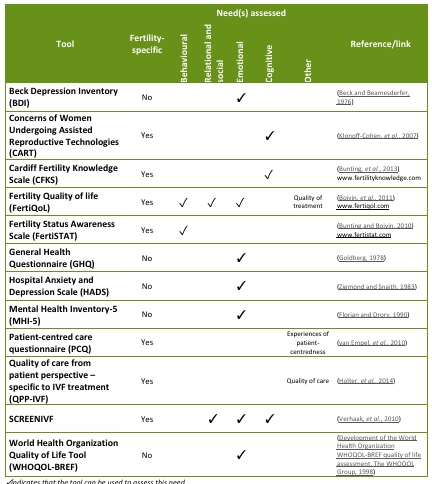 Need(s) assessed
Tool
Fertility-
specific
Behavioural
Relational and
social
Emotional
Cognitive
Other
Reference/link
Beck Depression Inventory
(BDI)
No
✓
(Beck and Beamesderfer,
1976)
Concerns of Women
Undergoing Assisted
Reproductive Technologies
(CART)
Yes
✓
(Klonoff-Cohen, et al., 2007)
Cardiff Fertility Knowledge
Scale (CFKS)
Yes
✓
(Bunting, et al., 2013)
www.fertilityknowledge.com
Fertility Quality of life
(FertiQoL)
Yes
✓ ✓ ✓
Quality of
treatment
(Boivin, et al., 2011)
www.fertiqol.com
Fertility Status Awareness
Scale (FertiSTAT)
Yes
✓
(Bunting and Boivin, 2010)
www.fertistat.com
General Health
Questionnaire (GHQ)
No
✓
(Goldberg, 1978)
Hospital Anxiety and
Depression Scale (HADS)
No
✓
(Zigmond and Snaith, 1983)
Mental Health Inventory-5
(MHI-5)
No
✓
(Florian and Drory, 1990)
Patient-centred care
questionnaire (PCQ)
Yes
Experiences of
patient-
centredness
(van Empel, et al., 2010)
Quality of care from
patient perspective –
specific to IVF treatment
(QPP-IVF)
Yes
Quality of care
(Holter, et al., 2014)
SCREENIVF
Yes
✓ ✓ ✓
(Verhaak, et al., 2010)
World Health Organization
Quality of Life Tool
(WHOQOL-BREF)
No
✓
(Development of the World
Health Organization
WHOQOL-BREF quality of life
assessment. The WHOQOL
Group, 1998)
✓Indicates that the tool can be used to assess this need